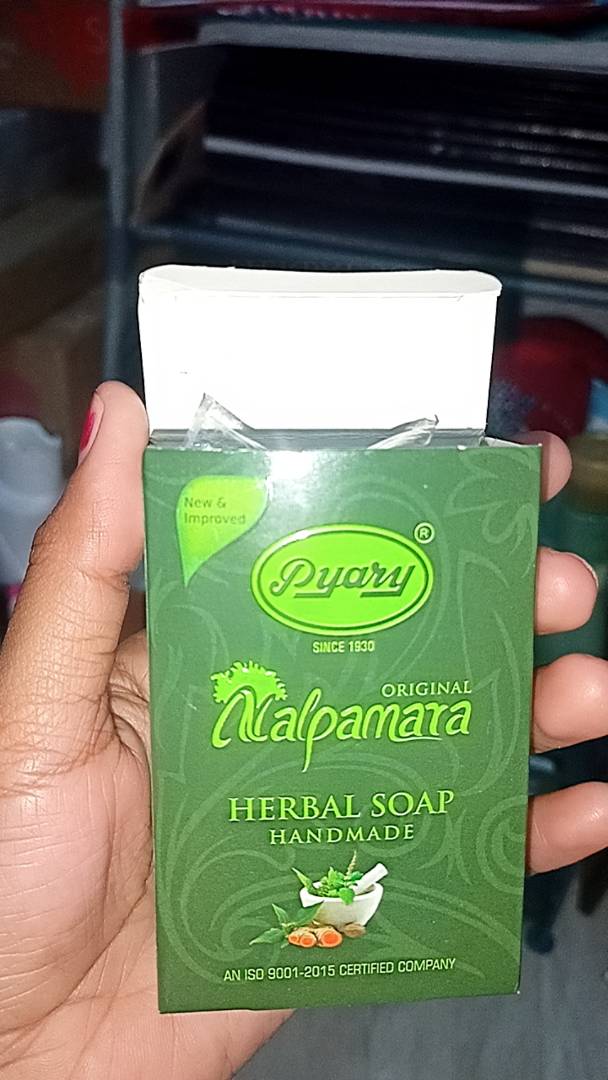 New &
Improved
Pyary ®
SINCE 1930
ORIGINAL
Nalpamara
HERBAL SOAP
HANDMADE
AN ISO 9001-2015 CERTIFIED COMPANY